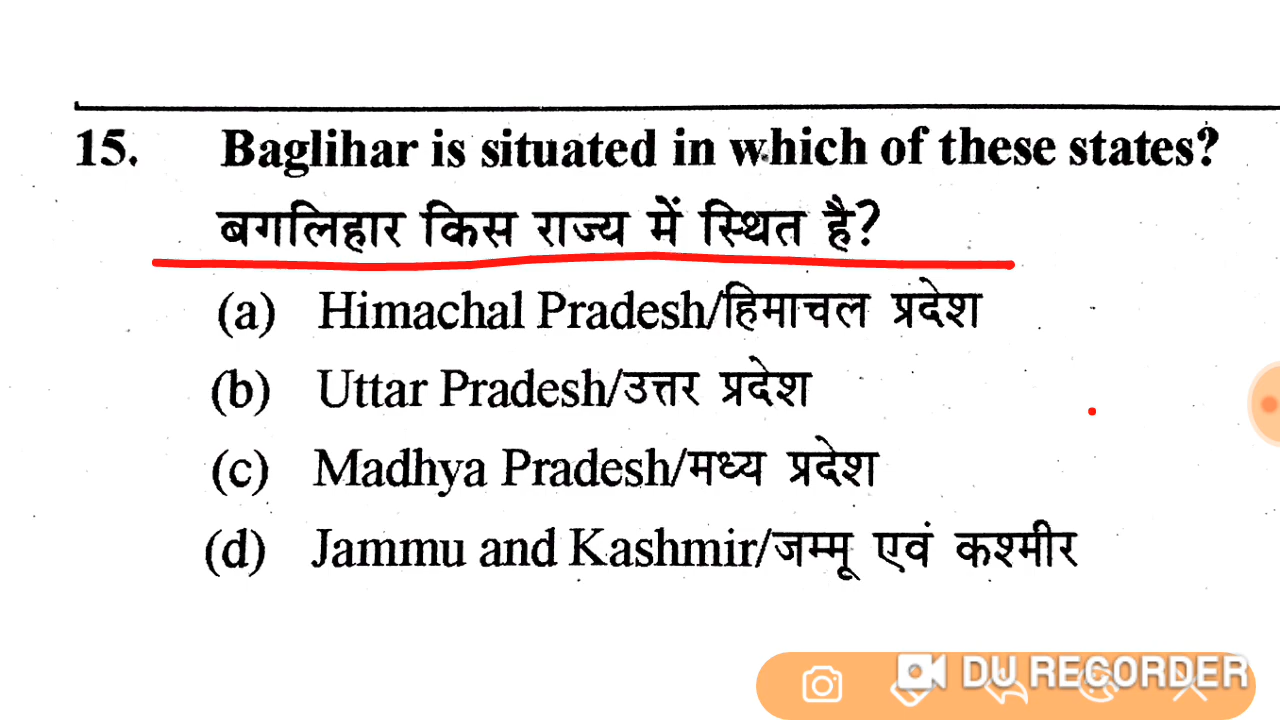 15. Baglihar is situated in which of these states?
बगलिहार किस राज्य में स्थित है?
(a) Himachal Pradesh/हिमाचल प्रदेश
(b) Uttar Pradesh/उत्तर प्रदेश
(c) Madhya Pradesh/मध्य प्रदेश
(d) Jammu and Kashmir/जम्मू एवं कश्मीर
DU RECORDER